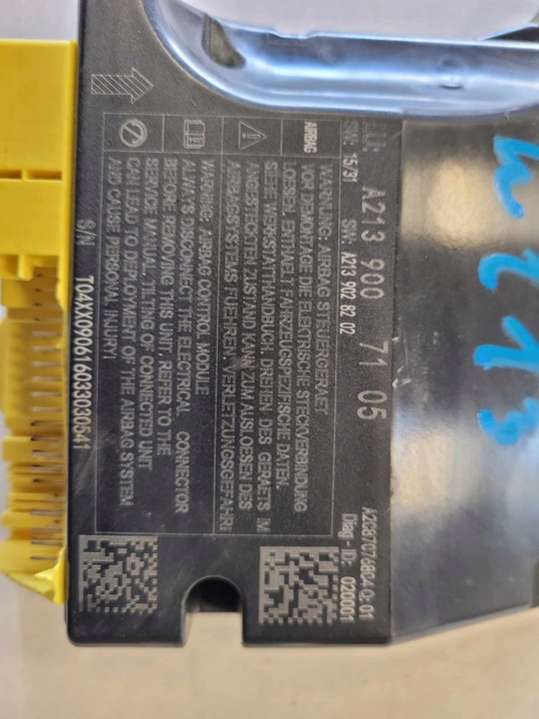 ZGS: A213 900 71 05
HW: 15/31 SW: A213 902 82 02
AIRBAG
WARNUNG: AIRBAG STEUERGERAET
VOR DEMONTAGE DIE ELEKTRISCHE STECKVERBINDUNG
LOESEN. ENTHAELT FAHRZEUGSPEZIFISCHE DATEN.
SIEHE WERKSTATTHANDBUCH. DREHEN DES GERAETS IM
ANGESTECKTEN ZUSTAND KANN ZUM AUSLOESEN DES
AIRBAGSYSTEMS FUEHREN - VERLETZUNGSGEFAHR!
WARNING: AIRBAG CONTROL MODULE
ALWAYS DISCONNECT THE ELECTRICAL CONNECTOR
BEFORE REMOVING THIS UNIT, REFER TO THE
SERVICE MANUAL. TILTING OF CONNECTED UNIT
CAN LEAD TO DEPLOYMENT OF THE AIRBAG SYSTEM
AND CAUSE PERSONAL INJURY!
S/N T04XX090616033030541
Diag - ID: 020001
213